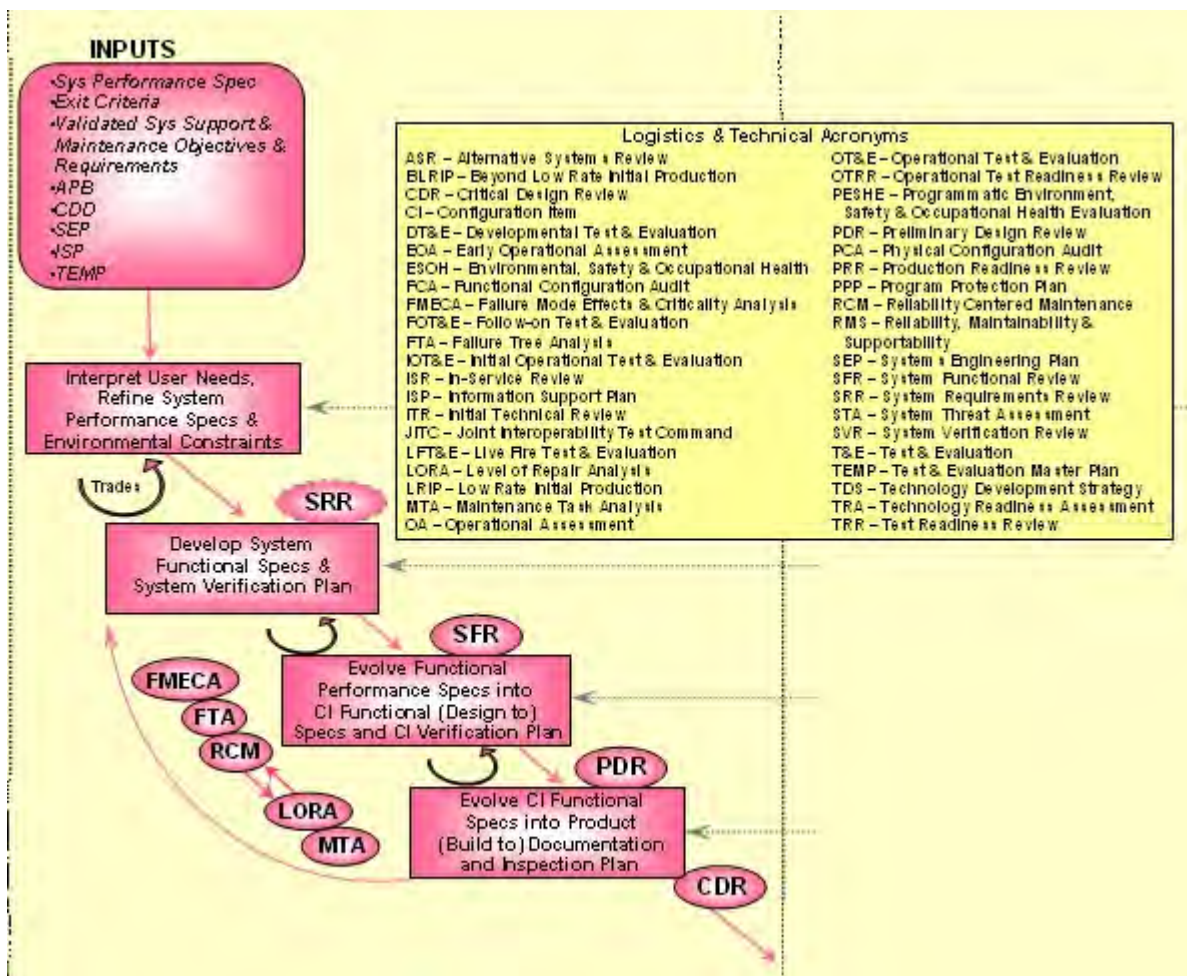 INPUTS
•Sys Performance Spec
•Exit Criteria
•Validated Sys Support &
Maintenance Objectives &
Requirements
•APB
•CDD
•SEP
•ISP
•TEMP
Interpret User Needs,
Refine System
Performance Specs &
Environmental Constraints
Trades
SRR
Develop System
Functional Specs &
System Verification Plan
SFR
Evolve Functional
Performance Specs into
CI Functional (Design to)
Specs and CI Verification Plan
FMECA
FTA
RCM
LORA
MTA
PDR
Evolve CI Functional
Specs into Product
(Build to) Documentation
and Inspection Plan
CDR
Logistics & Technical Acronyms
ASR – Alternative Systems Review
BLRIP – Beyond Low Rate Initial Production
CDR – Critical Design Review
CI – Configuration Item
DT&E – Developmental Test & Evaluation
EOA – Early Operational Assessment
ESOH – Environmental, Safety & Occupational Health
FCA – Functional Configuration Audit
FMECA – Failure Mode Effects & Criticality Analysis
FOT&E – Follow-on Test & Evaluation
FTA – Failure Tree Analysis
IOT&E – Initial Operational Test & Evaluation
ISR – In-Service Review
ISP – Information Support Plan
ITR – Initial Technical Review
JITC – Joint Interoperability Test Command
LFT&E – Live Fire Test & Evaluation
LORA – Level of Repair Analysis
LRIP – Low Rate Initial Production
MTA – Maintenance Task Analysis
OA – Operational Assessment
OT&E – Operational Test & Evaluation
OTRR – Operational Test Readiness Review
PESHE – Programmatic Environment,
Safety & Occupational Health Evaluation
PDR – Preliminary Design Review
PCA – Physical Configuration Audit
PRR – Production Readiness Review
PPP – Program Protection Plan
RCM – Reliability Centered Maintenance
RMS – Reliability, Maintainability &
Supportability
SEP – Systems Engineering Plan
SFR – System Functional Review
SRR – System Requirements Review
STA – System Threat Assessment
SVR – System Verification Review
T&E – Test & Evaluation
TEMP – Test & Evaluation Master Plan
TDS – Technology Development Strategy
TRA – Technology Readiness Assessment
TRR – Test Readiness Review